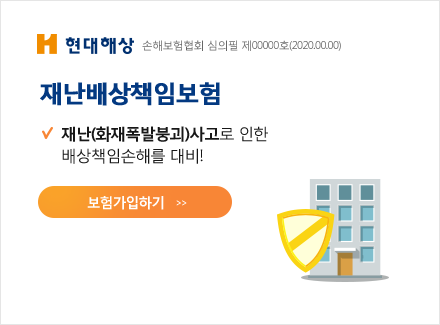 현대해상 손해보험협회 심의필 제00000호(2020.00.00)
재난배상책임보험
재난(화재폭발붕괴)사고로 인한
배상책임손해를 대비!
보험가입하기 >>